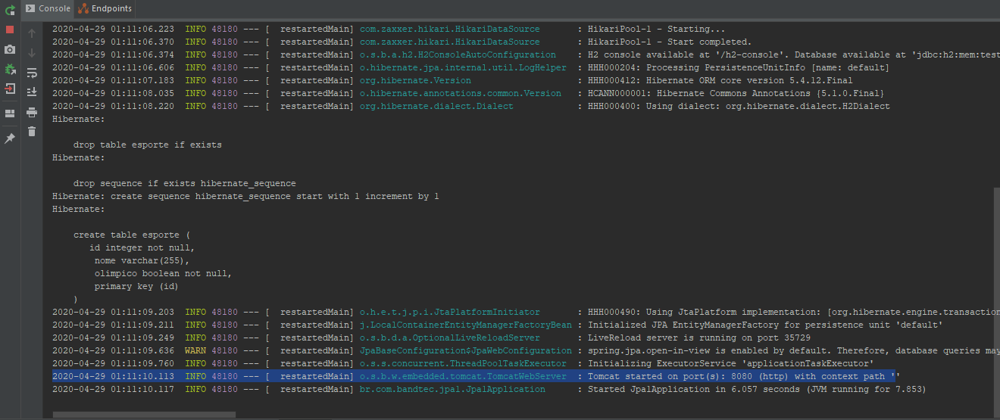 Console Endpoints
2020-04-29 01:11:06.223 INFO 48180 --- [ restartedMain] com.zaxxer.hikari.HikariDataSource : HikariPool-1 - Starting...
2020-04-29 01:11:06.370 INFO 48180 --- [ restartedMain] com.zaxxer.hikari.HikariDataSource : HikariPool-1 - Start completed.
2020-04-29 01:11:06.374 INFO 48180 --- [ restartedMain] o.s.b.a.h2.H2ConsoleAutoConfiguration : H2 console available at '/h2-console'. Database available at 'jdbc:h2:mem:test
2020-04-29 01:11:06.606 INFO 48180 --- [ restartedMain] o.hibernate.jpa.internal.util.LogHelper : HHH000204: Processing PersistenceUnitInfo [name: default]
2020-04-29 01:11:07.183 INFO 48180 --- [ restartedMain] org.hibernate.Version : HHH000412: Hibernate ORM core version 5.4.12.Final
2020-04-29 01:11:08.035 INFO 48180 --- [ restartedMain] o.hibernate.annotations.common.Version : HCANN000001: Hibernate Commons Annotations {5.1.0.Final}
2020-04-29 01:11:08.220 INFO 48180 --- [ restartedMain] org.hibernate.dialect.Dialect : HHH000400: Using dialect: org.hibernate.dialect.H2Dialect
Hibernate:
drop table esporte if exists
Hibernate:
drop sequence if exists hibernate_sequence
Hibernate: create sequence hibernate_sequence start with 1 increment by 1
Hibernate:
create table esporte (
id integer not null,
nome varchar(255),
olimpico boolean not null,
primary key (id)
)
2020-04-29 01:11:09.203 INFO 48180 --- [ restartedMain] o.h.e.t.j.p.i.JtaPlatformInitiator : HHH000490: Using JtaPlatform implementation: [org.hibernate.engine.transaction
2020-04-29 01:11:09.211 INFO 48180 --- [ restartedMain] j.LocalContainerEntityManagerFactoryBean : Initialized JPA EntityManagerFactory for persistence unit 'default'
2020-04-29 01:11:09.249 INFO 48180 --- [ restartedMain] o.s.b.d.a.OptionalLiveReloadServer : LiveReload server is running on port 35729
2020-04-29 01:11:09.636 WARN 48180 --- [ restartedMain] JpaBaseConfiguration$JpaWebConfiguration : spring.jpa.open-in-view is enabled by default. Therefore, database queries may
2020-04-29 01:11:09.760 INFO 48180 --- [ restartedMain] o.s.s.concurrent.ThreadPoolTaskExecutor : Initializing ExecutorService 'applicationTaskExecutor'
2020-04-29 01:11:10.113 INFO 48180 --- [ restartedMain] o.s.b.w.embedded.tomcat.TomcatWebServer : Tomcat started on port(s): 8080 (http) with context path ''
2020-04-29 01:11:10.117 INFO 48180 --- [ restartedMain] br.com.bandtec.jpa1.Jpa1Application : Started Jpa1Application in 6.057 seconds (JVM running for 7.853)